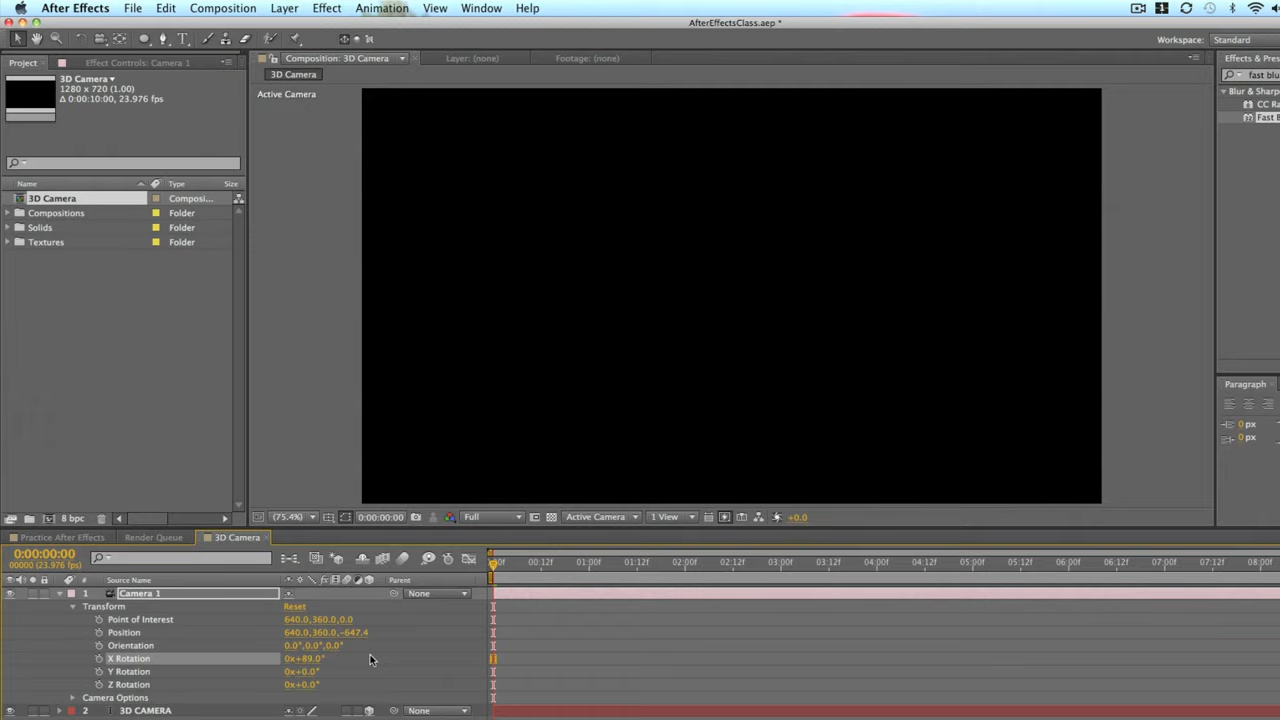 After Effects File Edit Composition Layer Effect Animation View Window Help
AfterEffectsClass.aep *
Workspace: Standard
Project
Effect Controls: Camera 1
Composition: 3D Camera
Layer: (none)
Footage: (none)
Effects & Pres
3D Camera
1280 x 720 (1.00)
Δ 0:00:10:00, 23.976 fps
3D Camera
fast blu
Active Camera
Blur & Sharpe
CC Ra
Fast B
Name Type Size
3D Camera Composi...
Compositions Folder
Solids Folder
Textures Folder
Paragraph
0 px
0 px
8 bpc
(75.4%) 0:00:00:00 Full Active Camera 1 View +0.0
Practice After Effects Render Queue 3D Camera
0:00:00:00
00000 (23.976 fps)
:00f 00:12f 01:00f 01:12f 02:00f 02:12f 03:00f 03:12f 04:00f 04:12f 05:00f 05:12f 06:00f 06:12f 07:00f 07:12f 08:00f
# Source Name Parent
1 Camera 1 None
Transform Reset
Point of Interest 640.0,360.0,0.0
Position 640.0,360.0,-647.4
Orientation 0.0°,0.0°,0.0°
X Rotation 0x+89.0°
Y Rotation 0x+0.0°
Z Rotation 0x+0.0°
Camera Options
2 3D CAMERA None